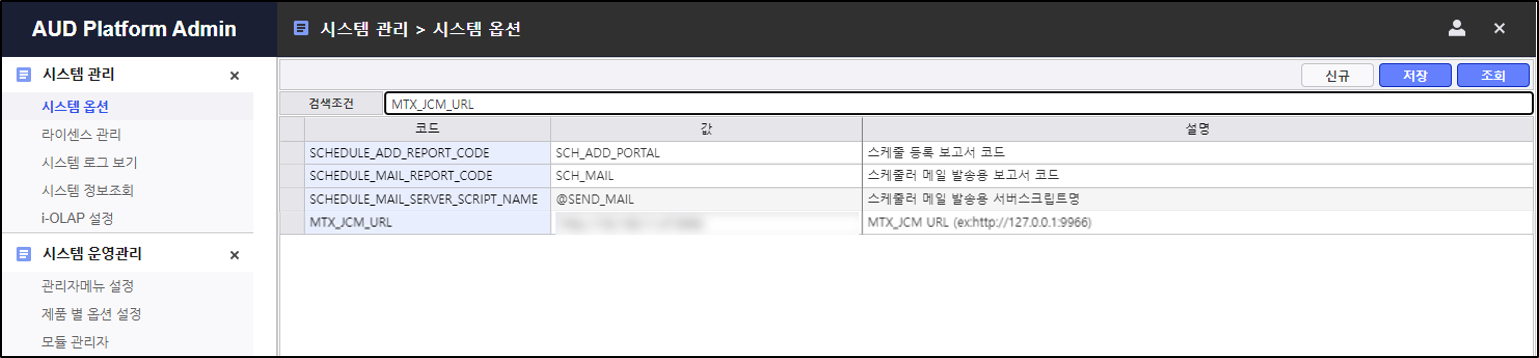 AUD Platform Admin
시스템 관리 > 시스템 옵션
시스템 관리
시스템 옵션
라이센스 관리
시스템 로그 보기
시스템 정보조회
i-OLAP 설정
시스템 운영관리
관리자메뉴 설정
제품 별 옵션 설정
모듈 관리자
신규 저장 조회
검색조건 MTX_JCM_URL
코드 값 설명
SCHEDULE_ADD_REPORT_CODE SCH_ADD_PORTAL 스케줄 등록 보고서 코드
SCHEDULE_MAIL_REPORT_CODE SCH_MAIL 스케줄러 메일 발송용 보고서 코드
SCHEDULE_MAIL_SERVER_SCRIPT_NAME @SEND_MAIL 스케줄러 메일 발송용 서버스크립트명
MTX_JCM_URL MTX_JCM URL (ex:http://127.0.0.1:9966)